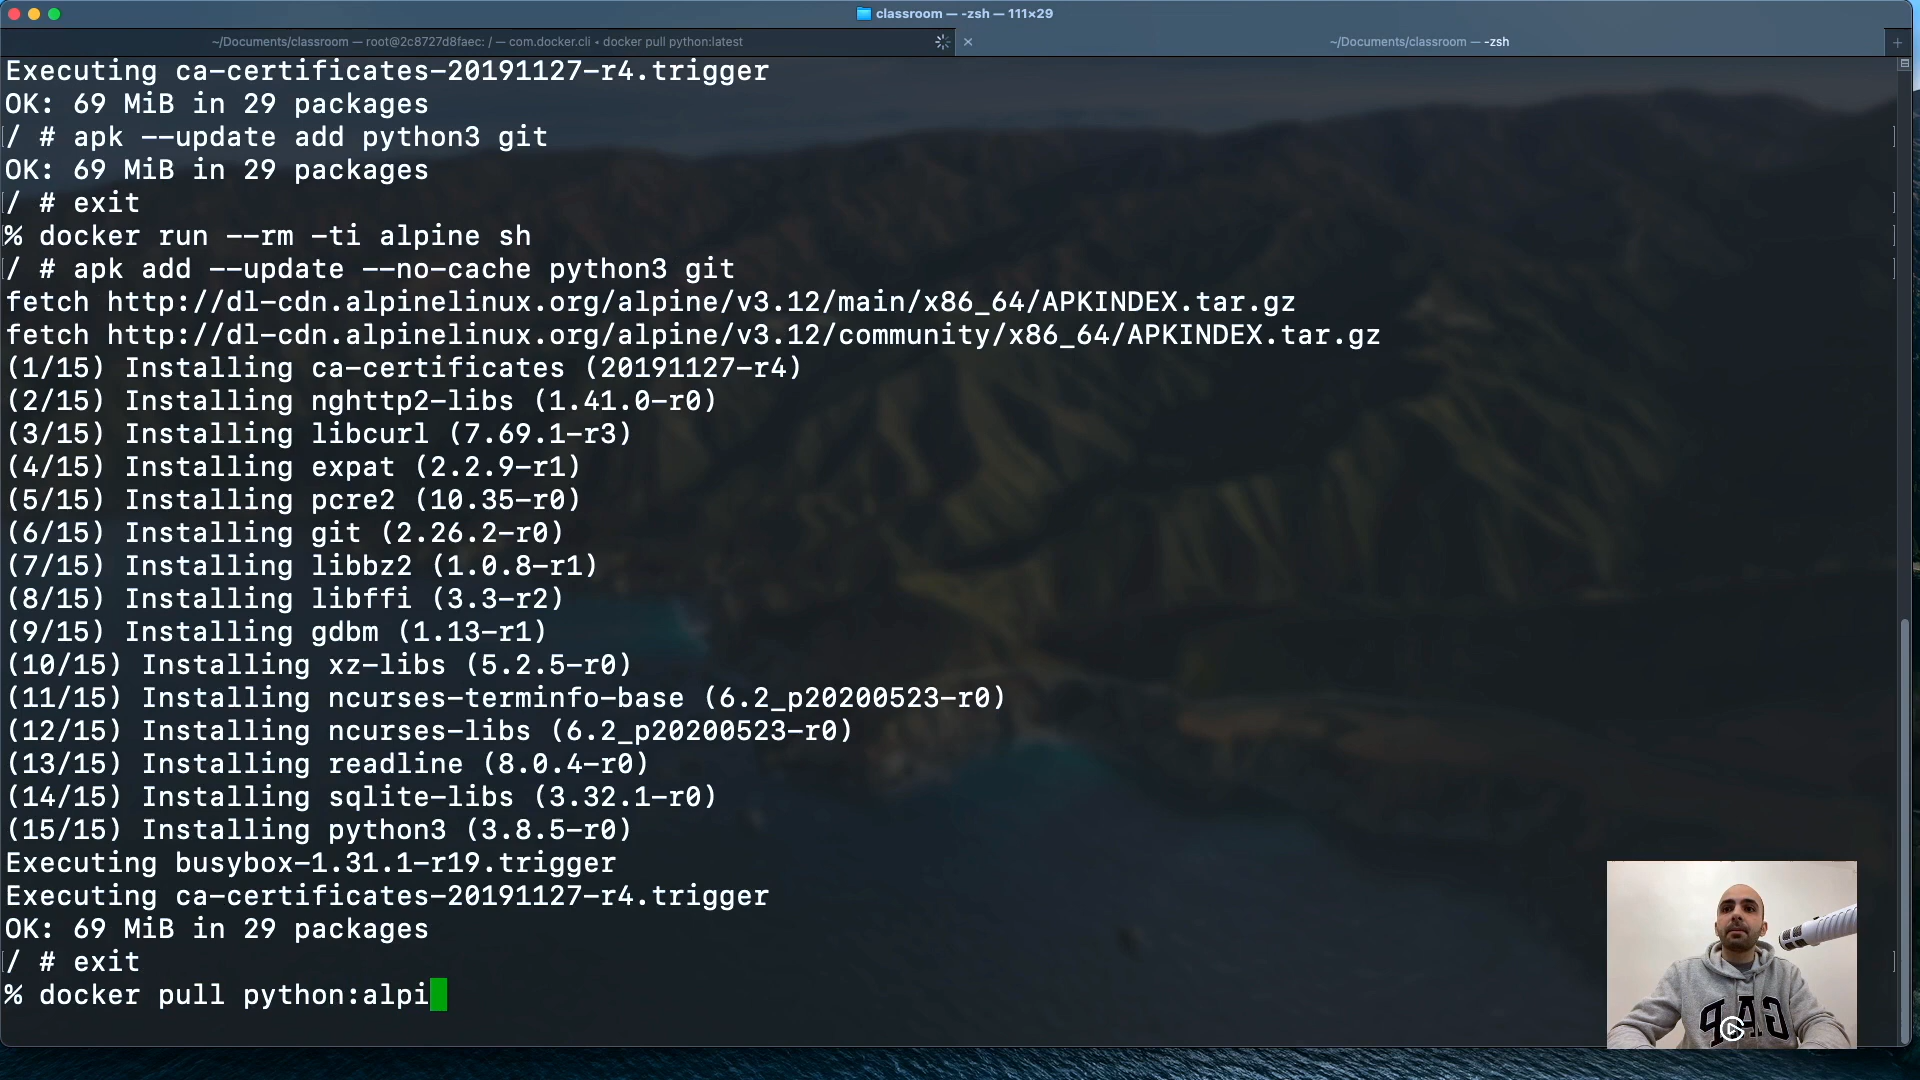 classroom — -zsh — 111×29
~/Documents/classroom — root@2c8727d8faec: / — com.docker.cli • docker pull python:latest
~/Documents/classroom — -zsh
Executing ca-certificates-20191127-r4.trigger
OK: 69 MiB in 29 packages
/ # apk --update add python3 git
OK: 69 MiB in 29 packages
/ # exit
% docker run --rm -ti alpine sh
/ # apk add --update --no-cache python3 git
fetch http://dl-cdn.alpinelinux.org/alpine/v3.12/main/x86_64/APKINDEX.tar.gz
fetch http://dl-cdn.alpinelinux.org/alpine/v3.12/community/x86_64/APKINDEX.tar.gz
(1/15) Installing ca-certificates (20191127-r4)
(2/15) Installing nghttp2-libs (1.41.0-r0)
(3/15) Installing libcurl (7.69.1-r3)
(4/15) Installing expat (2.2.9-r1)
(5/15) Installing pcre2 (10.35-r0)
(6/15) Installing git (2.26.2-r0)
(7/15) Installing libbz2 (1.0.8-r1)
(8/15) Installing libffi (3.3-r2)
(9/15) Installing gdbm (1.13-r1)
(10/15) Installing xz-libs (5.2.5-r0)
(11/15) Installing ncurses-terminfo-base (6.2_p20200523-r0)
(12/15) Installing ncurses-libs (6.2_p20200523-r0)
(13/15) Installing readline (8.0.4-r0)
(14/15) Installing sqlite-libs (3.32.1-r0)
(15/15) Installing python3 (3.8.5-r0)
Executing busybox-1.31.1-r19.trigger
Executing ca-certificates-20191127-r4.trigger
OK: 69 MiB in 29 packages
/ # exit
% docker pull python:alpi
GAP